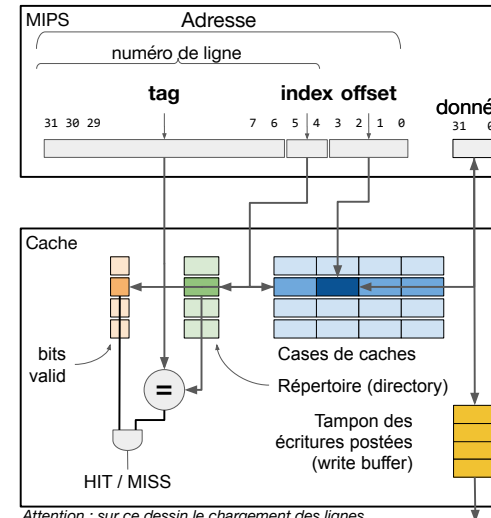 MIPS
Adresse
numéro de ligne
tag
index offset
donné
31 30 29
7 6 5 4 3 2 1 0
31
Cache
bits
valid
=
Cases de caches
Répertoire (directory)
Tampon des
écritures postées
(write buffer)
HIT / MISS
Attention : sur ce dessin le chargement des lignes